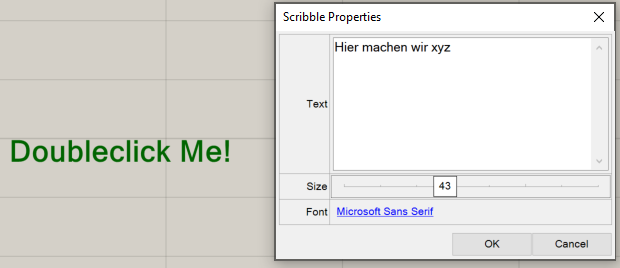 Scribble Properties
Hier machen wir xyz
Text
Doubleclick Me!
Size 43
Font Microsoft Sans Serif
OK Cancel